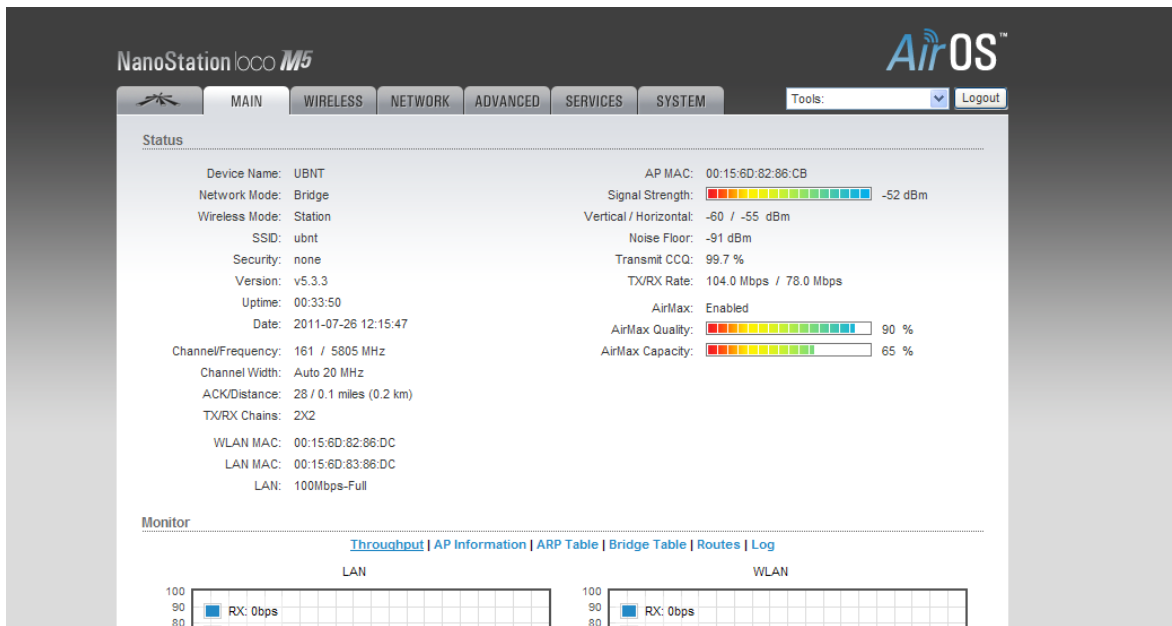 NanoStation loco M5
AirOS™
MAIN WIRELESS NETWORK ADVANCED SERVICES SYSTEM Tools: Logout
Status
Device Name: UBNT
Network Mode: Bridge
Wireless Mode: Station
SSID: ubnt
Security: none
Version: v5.3.3
Uptime: 00:33:50
Date: 2011-07-26 12:15:47
Channel/Frequency: 161 / 5805 MHz
Channel Width: Auto 20 MHz
ACK/Distance: 28 / 0.1 miles (0.2 km)
TX/RX Chains: 2X2
WLAN MAC: 00:15:6D:82:86:DC
LAN MAC: 00:15:6D:83:86:DC
LAN: 100Mbps-Full
AP MAC: 00:15:6D:82:86:CB
Signal Strength: -52 dBm
Vertical / Horizontal: -60 / -55 dBm
Noise Floor: -91 dBm
Transmit CCQ: 99.7 %
TX/RX Rate: 104.0 Mbps / 78.0 Mbps
AirMax: Enabled
AirMax Quality: 90 %
AirMax Capacity: 65 %
Monitor
Throughput | AP Information | ARP Table | Bridge Table | Routes | Log
LAN
100
90
80
RX: 0bps
WLAN
100
90
80
RX: 0bps